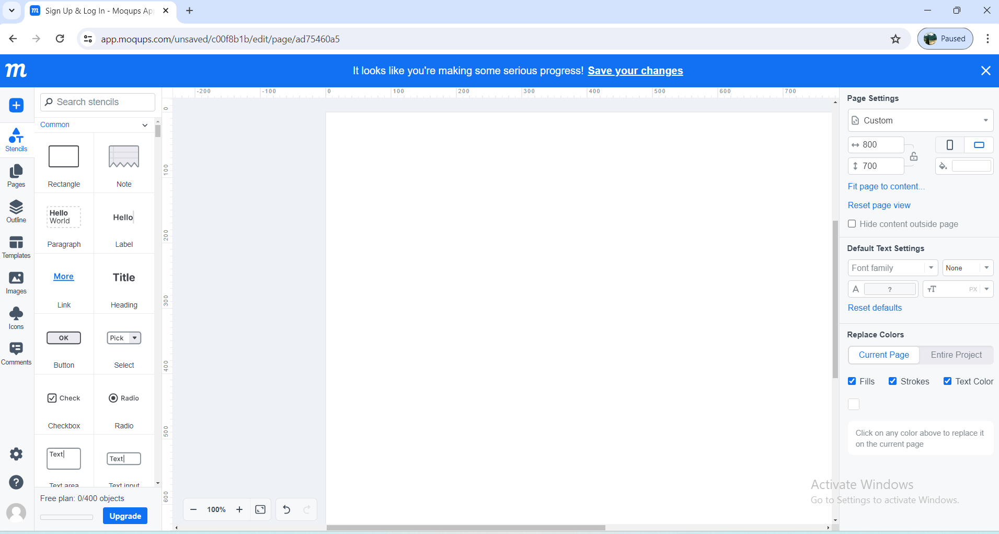 Sign Up & Log In - Moqups Ap
app.moqups.com/unsaved/c00f8b1b/edit/page/ad75460a5
Paused
m
It looks like you're making some serious progress! Save your changes
Stencils
Pages
Outline
Templates
Images
Icons
Comments
Search stencils
Common
Rectangle
Note
Hello
World
Paragraph
Hello
Label
More
Link
Title
Heading
OK
Button
Pick
Select
Check
Checkbox
Radio
Radio
Text
Text area
Text
Text input
Free plan: 0/400 objects
Upgrade
-200 -100 0 100 200 300 400 500 600 700
0
100
200
300
400
500
600
100%
Page Settings
Custom
800
700
Fit page to content...
Reset page view
Hide content outside page
Default Text Settings
Font family
None
A ?
TT PX
Reset defaults
Replace Colors
Current Page Entire Project
Fills Strokes Text Color
Click on any color above to replace it
on the current page
Activate Windows
Go to Settings to activate Windows.